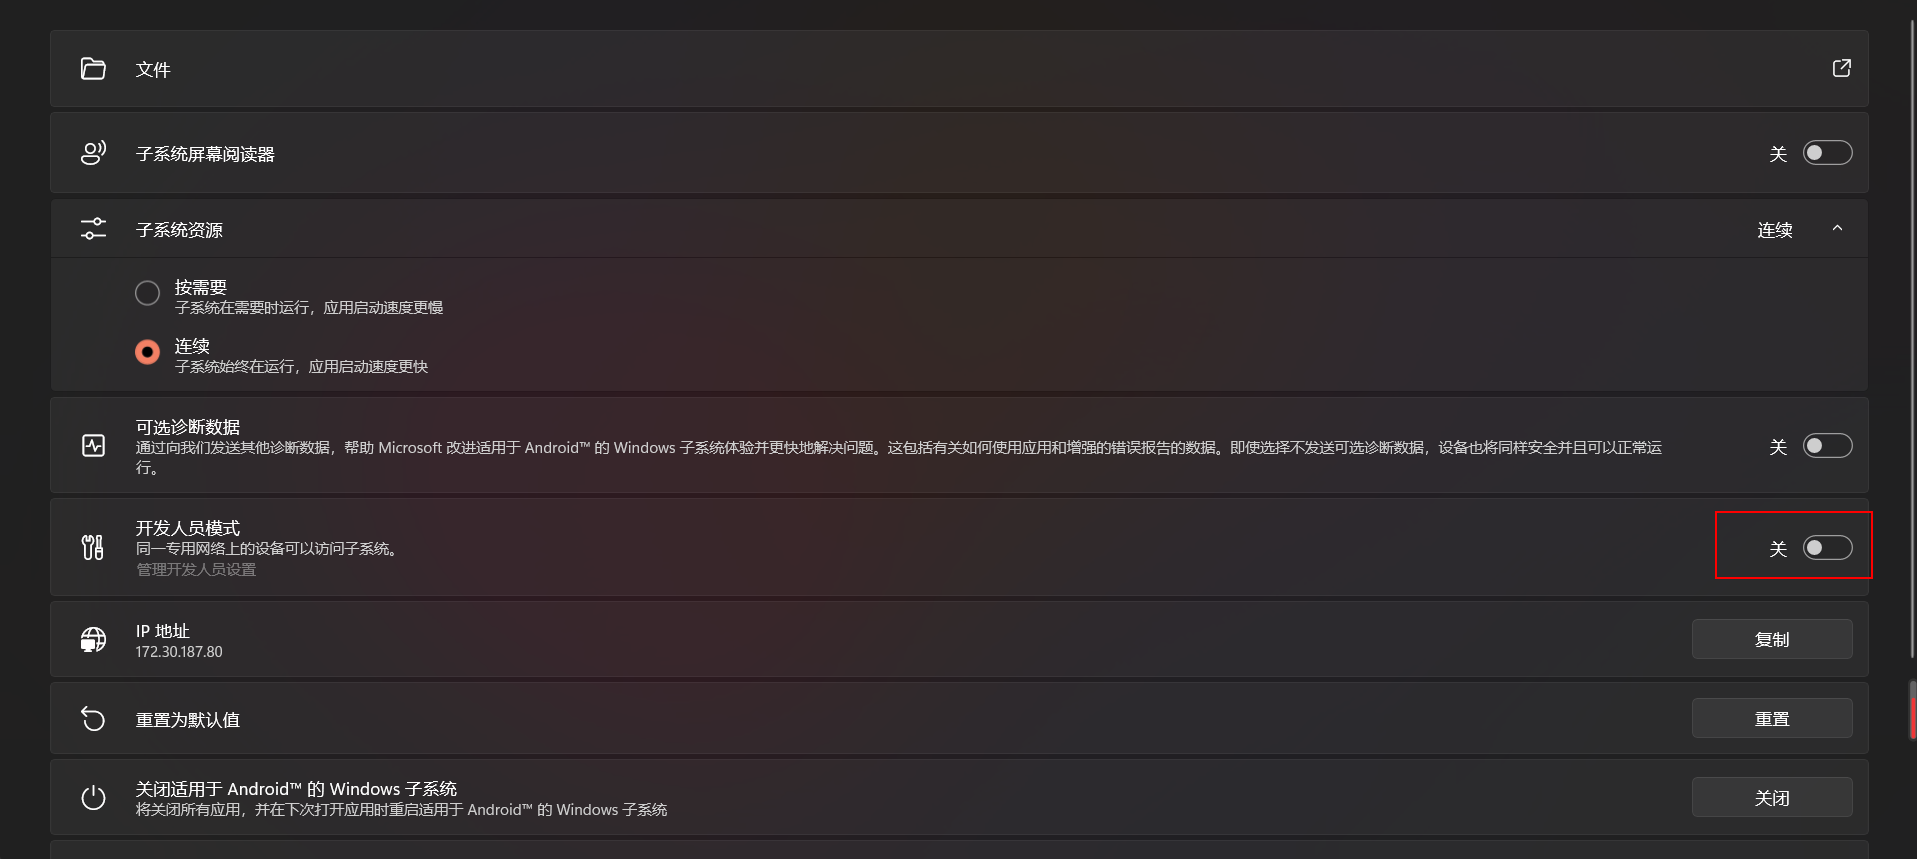 文件
子系统屏幕阅读器
关
子系统资源
连续
按需要
子系统在需要时运行，应用启动速度更慢
连续
子系统始终在运行，应用启动速度更快
可选诊断数据
通过向我们发送其他诊断数据，帮助 Microsoft 改进适用于 Android™ 的 Windows 子系统体验并更快地解决问题。这包括有关如何使用应用和增强的错误报告的数据。即使选择不发送可选诊断数据，设备也将同样安全并且可以正常运
行。
关
开发人员模式
同一专用网络上的设备可以访问子系统。
管理开发人员设置
关
IP 地址
172.30.187.80
复制
重置为默认值
重置
关闭适用于 Android™ 的 Windows 子系统
将关闭所有应用，并在下次打开应用时重启适用于 Android™ 的 Windows 子系统
关闭